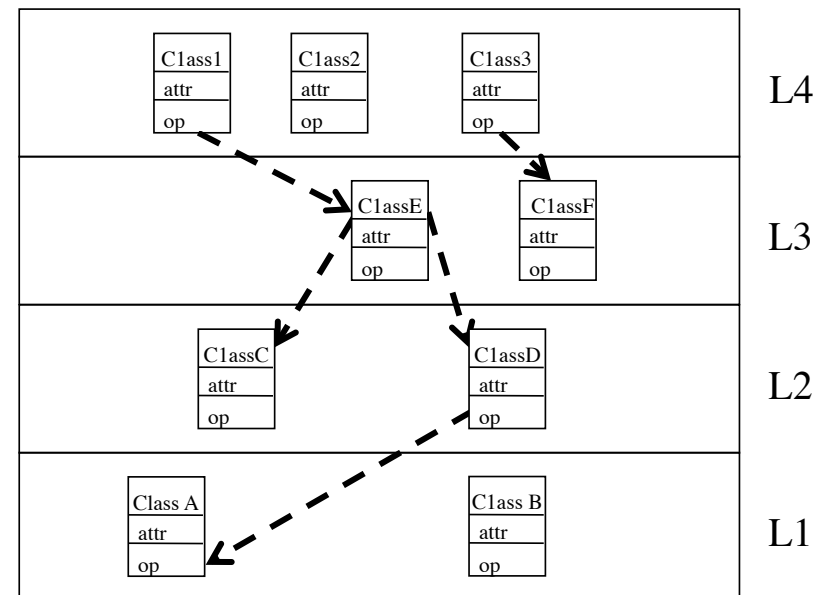 C1ass1
attr
op
C1ass2
attr
op
C1ass3
attr
op
L4
C1assE
attr
op
C1assF
attr
op
L3
C1assC
attr
op
C1assD
attr
op
L2
Class A
attr
op
C1ass B
attr
op
L1